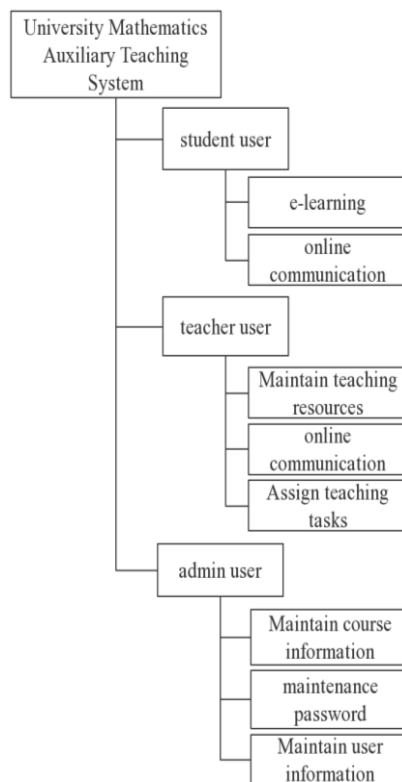 University Mathematics
Auxiliary Teaching
System
student user
e-learning
online
communication
teacher user
Maintain teaching
resources
online
communication
Assign teaching
tasks
admin user
Maintain course
information
maintenance
password
Maintain user
information